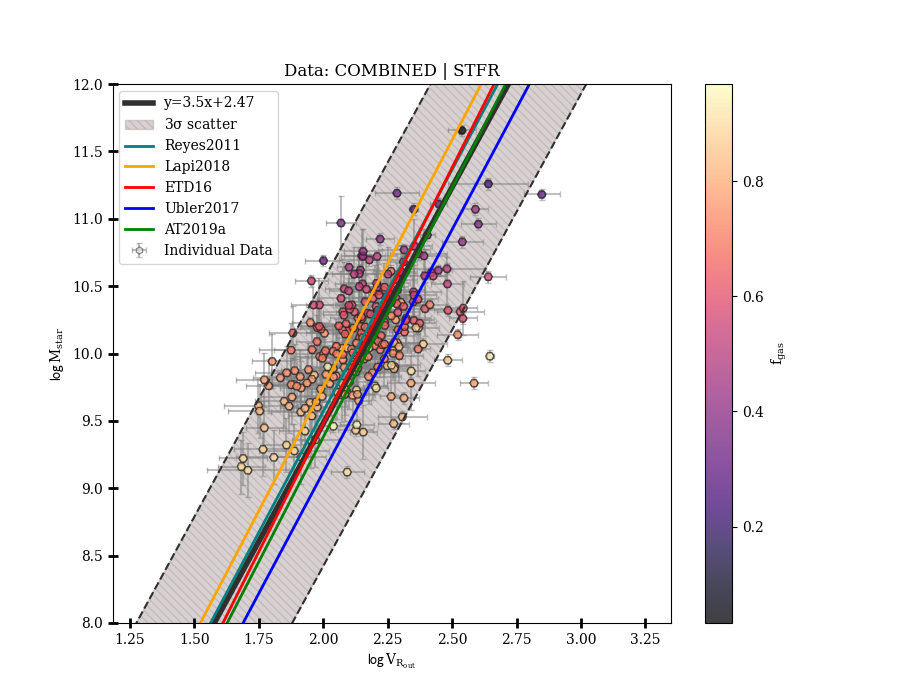 Data: COMBINED | STFR
12.0
11.5
11.0
10.5
10.0
9.5
9.0
8.5
8.0
log Mstar
y=3.5x+2.47
3σ scatter
Reyes2011
Lapi2018
ETD16
Ubler2017
AT2019a
Individual Data
1.25 1.50 1.75 2.00 2.25 2.50 2.75 3.00 3.25
log VRout
0.8
0.6
0.4
0.2
fgas